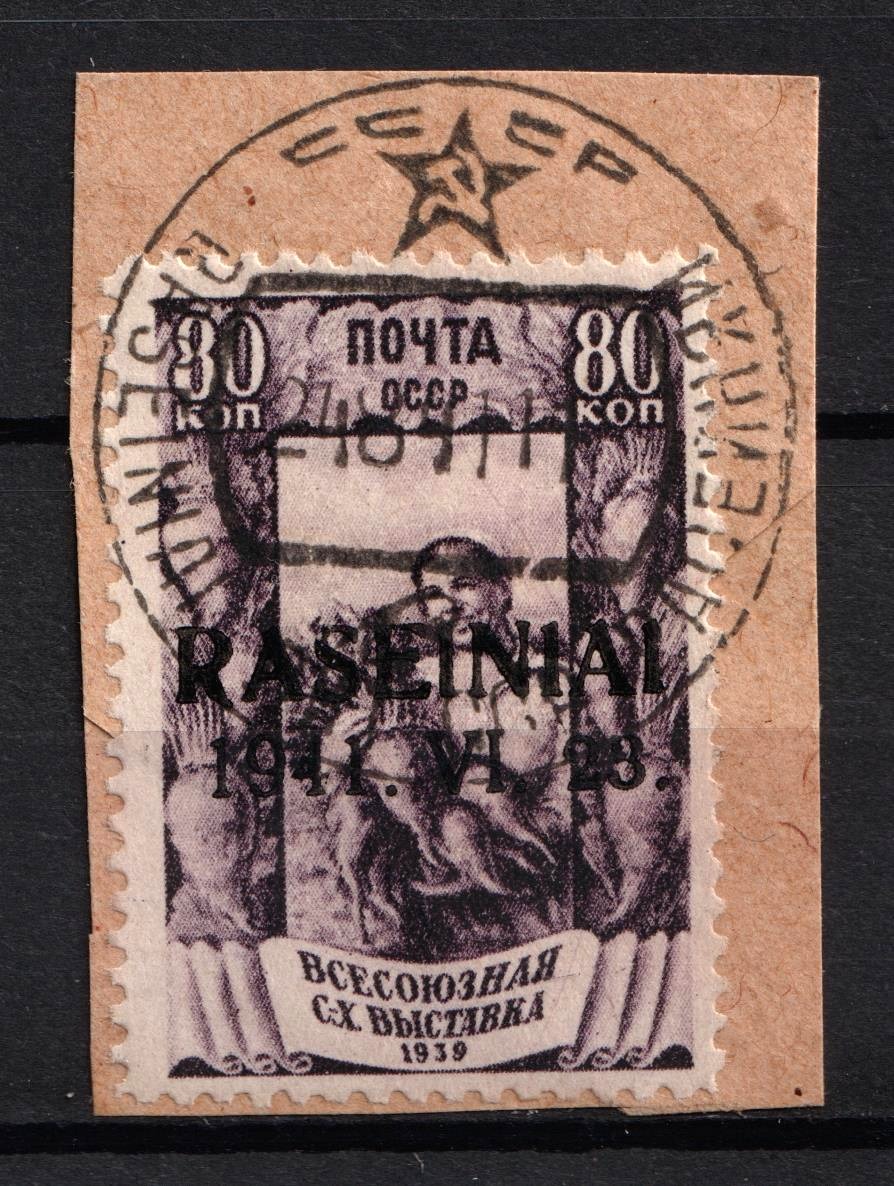 СССР
80 ПОЧТА 80
КОП СССР КОП
RASEINIAI
1941. VI. 23.
ВСЕСОЮЗНАЯ
С.-Х. ВЫСТАВКА
1939